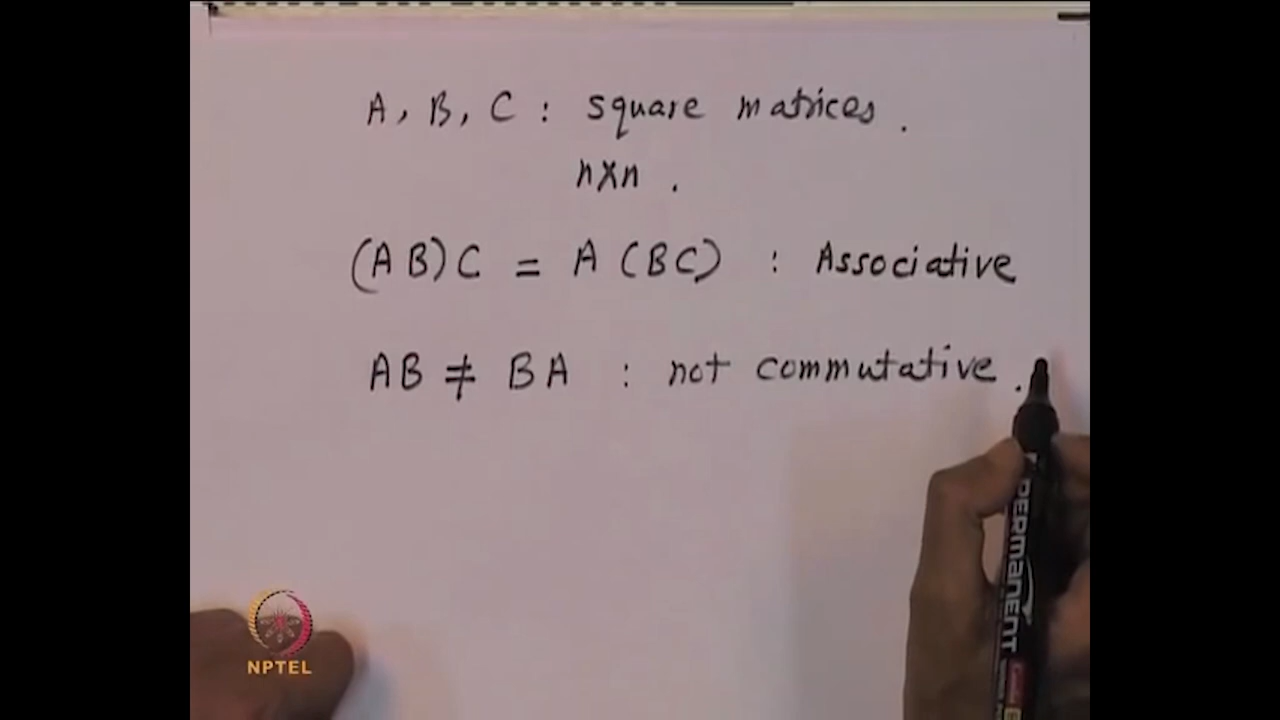 A, B, C : square matrices.
n×n.
(AB)C = A(BC) : Associative
AB ≠ BA : not commutative.
PERMANENT
NPTEL